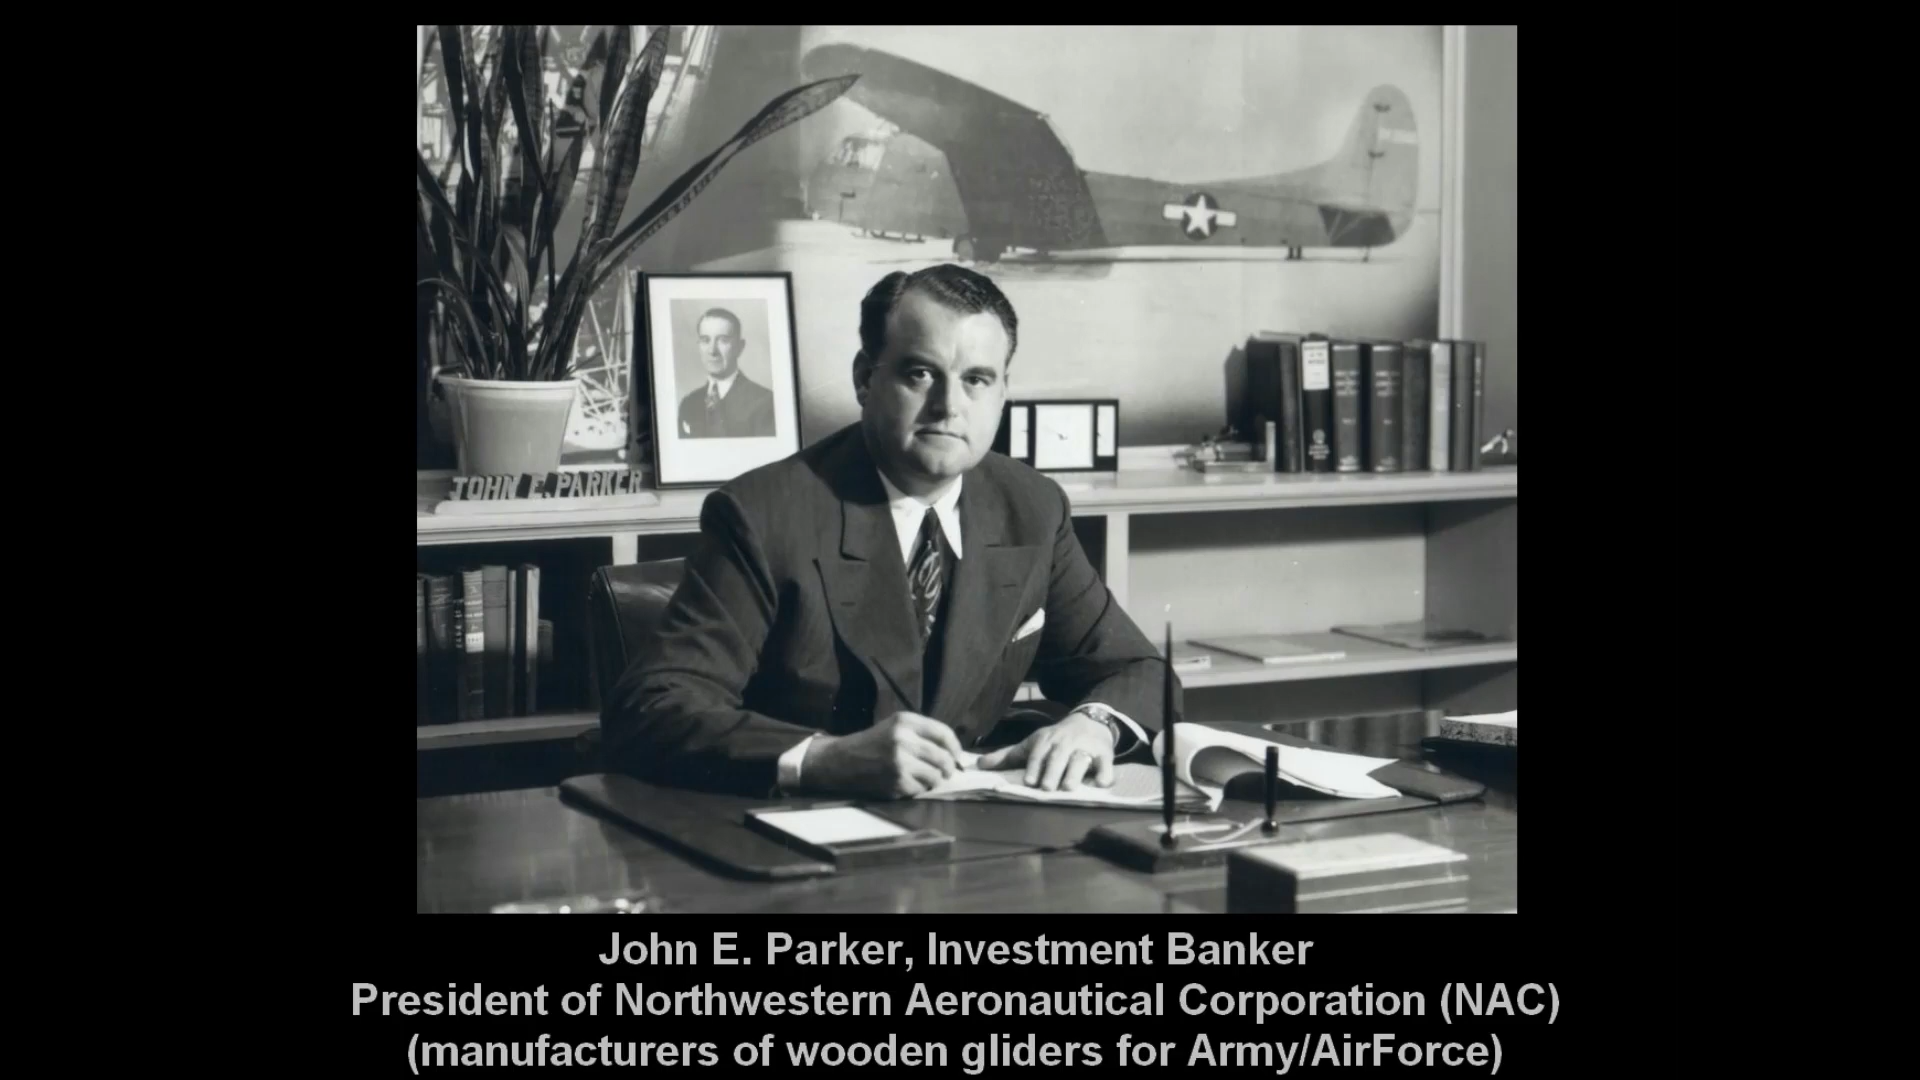 JOHN E. PARKER
John E. Parker, Investment Banker
President of Northwestern Aeronautical Corporation (NAC)
(manufacturers of wooden gliders for Army/AirForce)